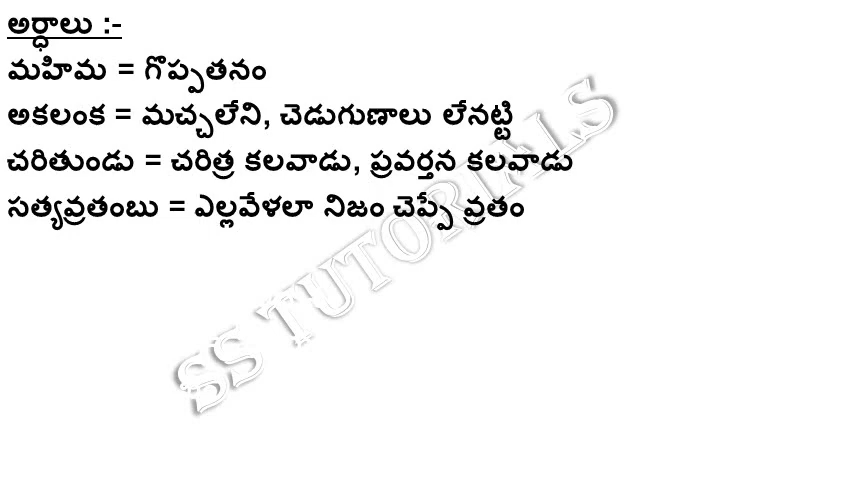 అర్ధాలు :-
మహిమ = గొప్పతనం
అకలంక = మచ్చలేని, చెడుగుణాలు లేనట్టి
చరితుండు = చరిత్ర కలవాడు, ప్రవర్తన కలవాడు
సత్యవ్రతంబు = ఎల్లవేళలా నిజం చెప్పే వ్రతం
SS TUTORIALS